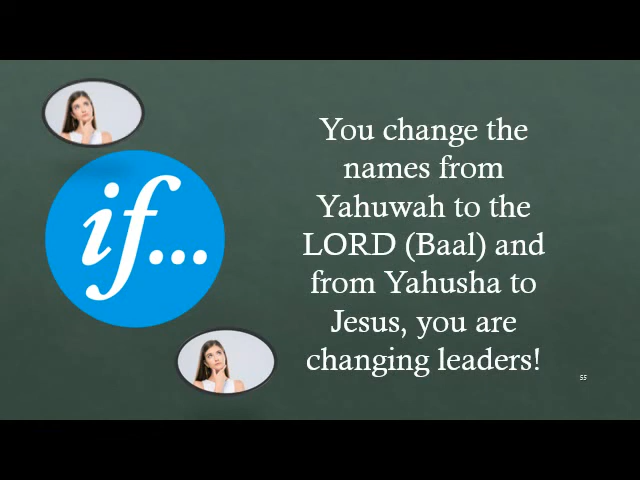 if...
You change the
names from
Yahuwah to the
LORD (Baal) and
from Yahusha to
Jesus, you are
changing leaders!
55